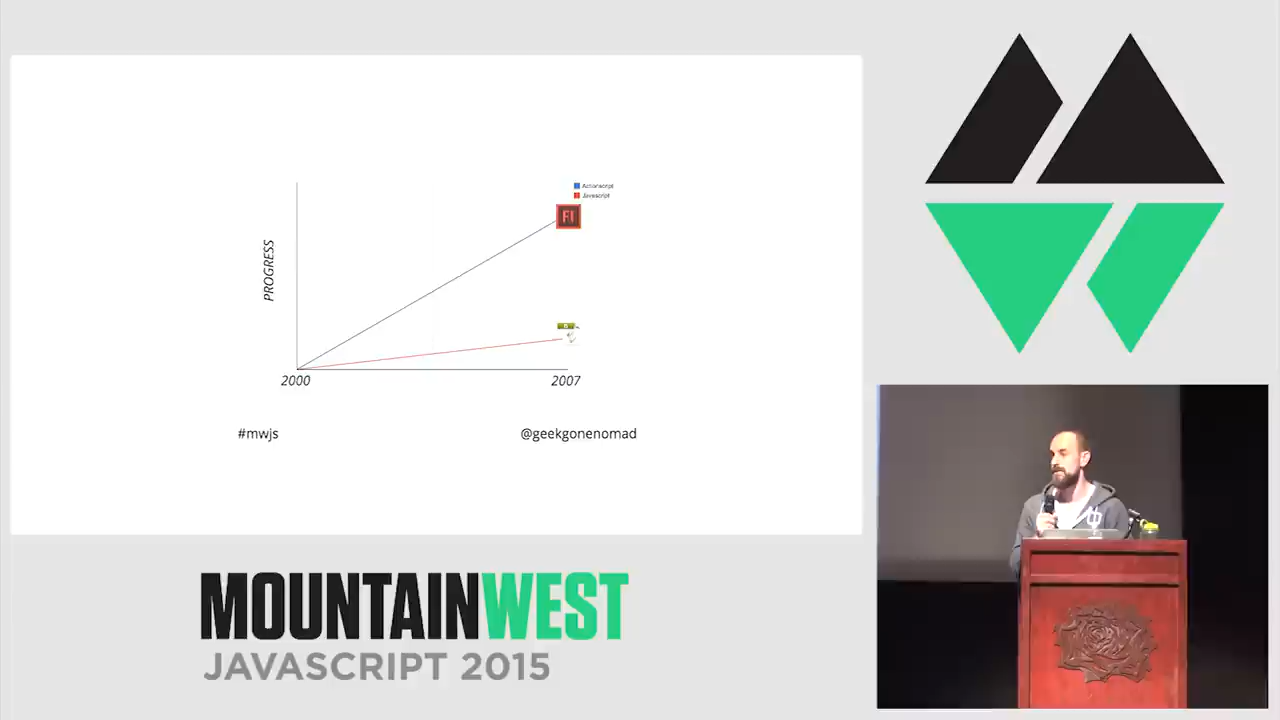 Actionscript
Javascript
Fl
PROGRESS
2000
2007
#mwjs
@geekgonenomad
MOUNTAINWEST
JAVASCRIPT 2015